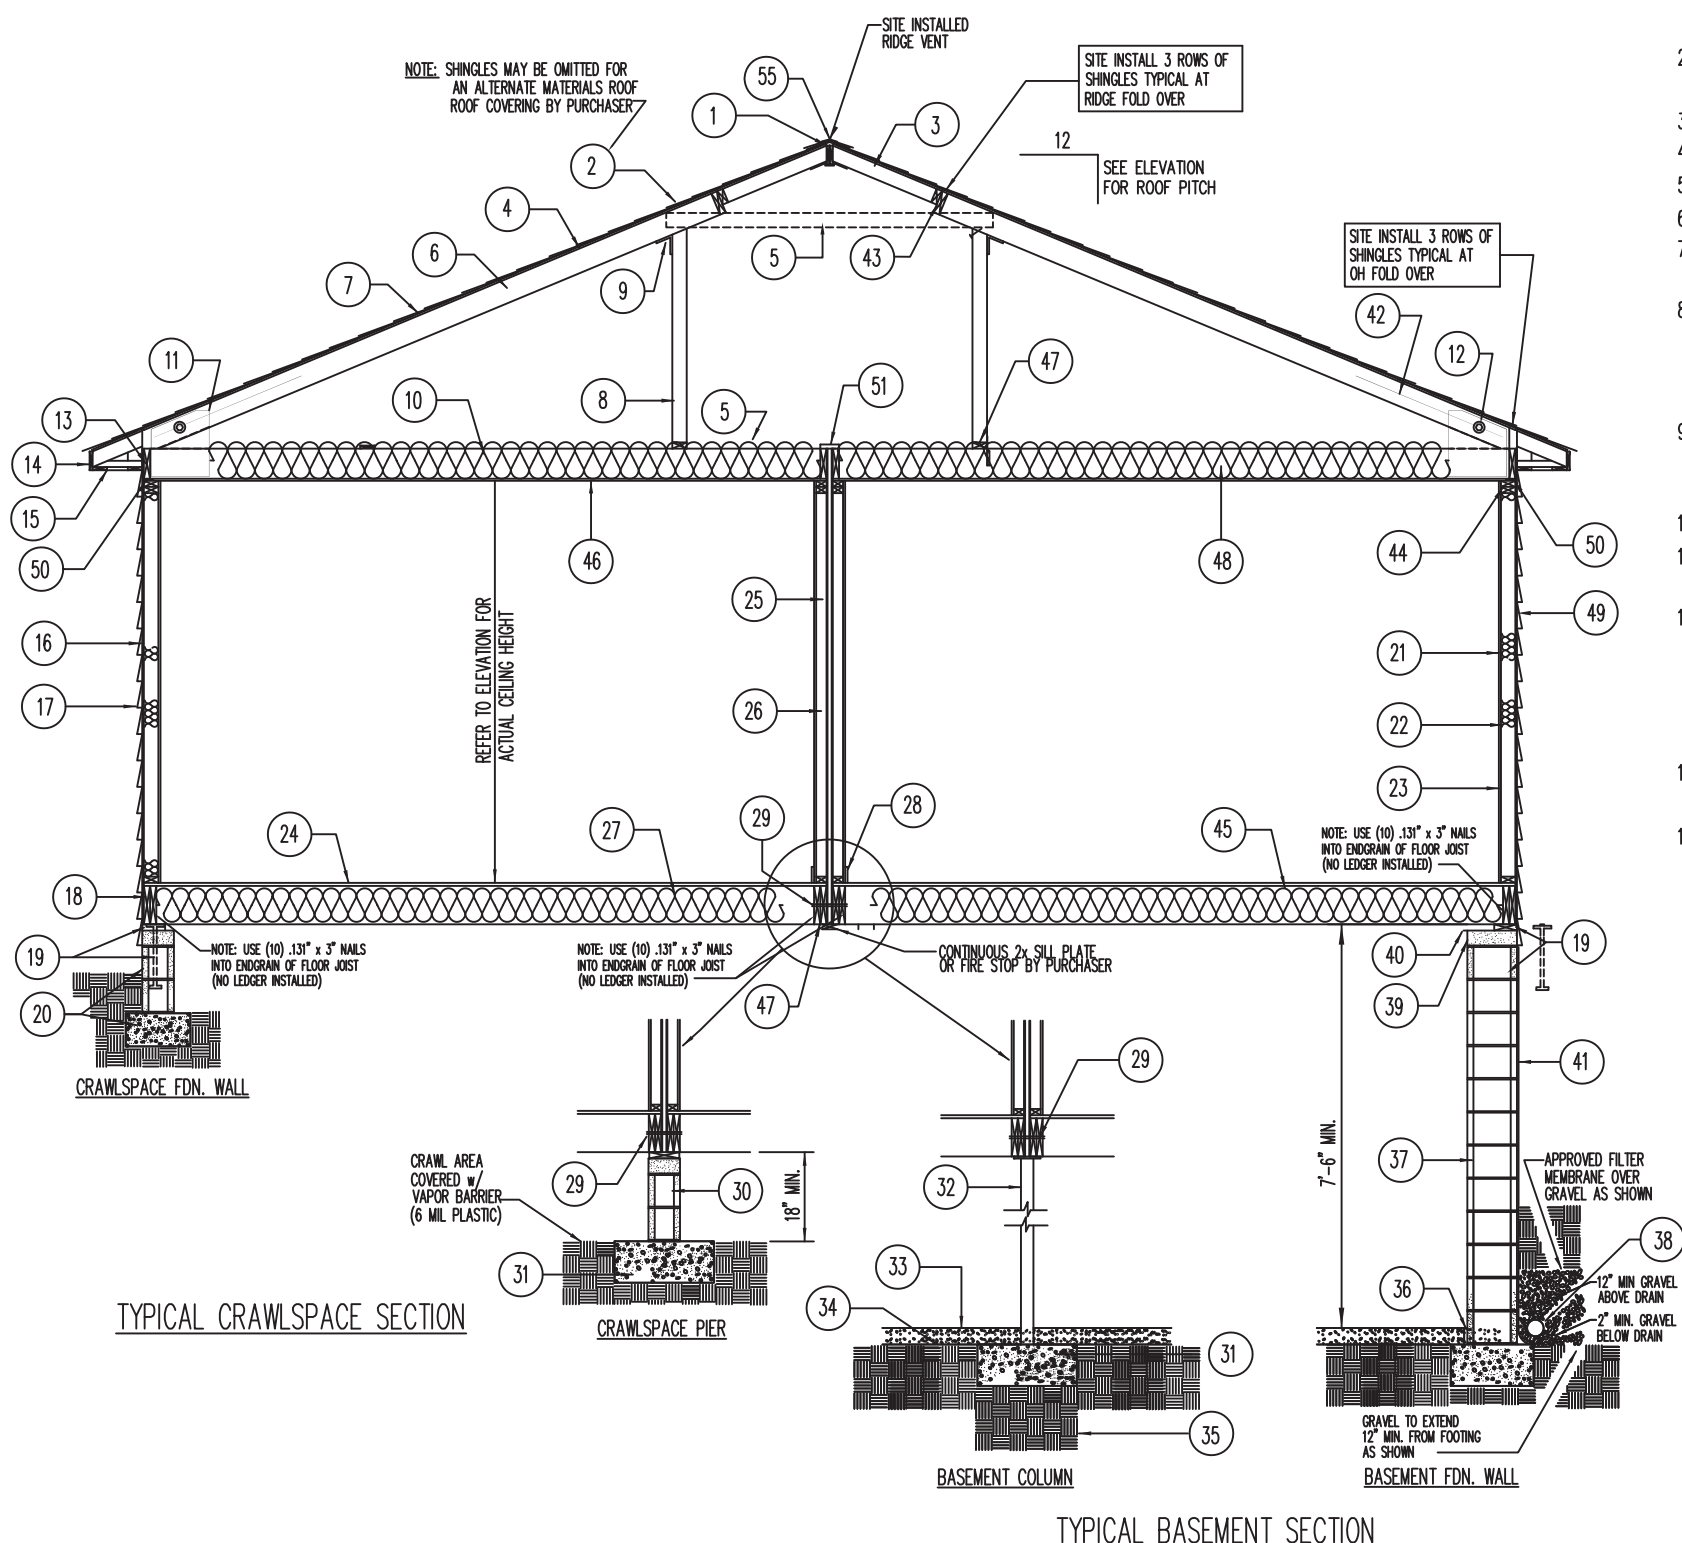 SITE INSTALLED
RIDGE VENT
NOTE: SHINGLES MAY BE OMITTED FOR
AN ALTERNATE MATERIALS ROOF
ROOF COVERING BY PURCHASER
SITE INSTALL 3 ROWS OF
SHINGLES TYPICAL AT
RIDGE FOLD OVER
55
1
3
2
12
SEE ELEVATION
FOR ROOF PITCH
4
6
7
9
5
43
SITE INSTALL 3 ROWS OF
SHINGLES TYPICAL AT
OH FOLD OVER
42
12
11
10
8
5
51
47
13
14
15
50
46
48
44
50
REFER TO ELEVATION FOR
ACTUAL CEILING HEIGHT
25
26
16
17
49
21
22
23
24
27
29
28
45
NOTE: USE (10) .131" x 3" NAILS
INTO ENDGRAIN OF FLOOR JOIST
(NO LEDGER INSTALLED)
18
19
20
NOTE: USE (10) .131" x 3" NAILS
INTO ENDGRAIN OF FLOOR JOIST
(NO LEDGER INSTALLED)
NOTE: USE (10) .131" x 3" NAILS
INTO ENDGRAIN OF FLOOR JOIST
(NO LEDGER INSTALLED)
CONTINUOUS 2x SILL PLATE
OR FIRE STOP BY PURCHASER
47
40
39
19
CRAWLSPACE FDN. WALL
29
41
CRAWL AREA
COVERED w/
VAPOR BARRIER
(6 MIL PLASTIC)
29
30
18" MIN.
31
32
7'-6" MIN.
37
APPROVED FILTER
MEMBRANE OVER
GRAVEL AS SHOWN
38
33
34
36
12" MIN GRAVEL
ABOVE DRAIN
2" MIN. GRAVEL
BELOW DRAIN
TYPICAL CRAWLSPACE SECTION
CRAWLSPACE PIER
31
35
GRAVEL TO EXTEND
12" MIN. FROM FOOTING
AS SHOWN
BASEMENT COLUMN
BASEMENT FDN. WALL
TYPICAL BASEMENT SECTION